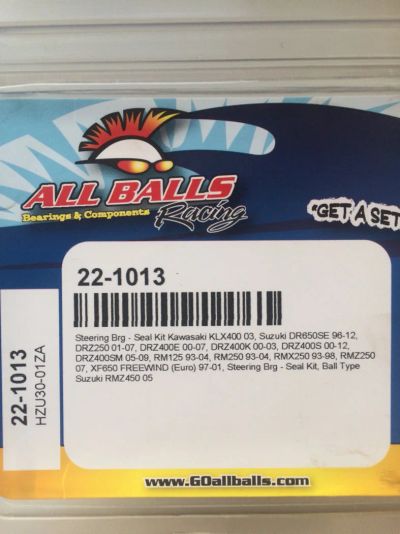 ALL BALLS
Racing
Bearings & Components
"GET A SET
22-1013
Steering Brg - Seal Kit Kawasaki KLX400 03, Suzuki DR650SE 96-12,
DRZ250 01-07, DRZ400E 00-07, DRZ400K 00-03, DRZ400S 00-12,
DRZ400SM 05-09, RM125 93-04, RM250 93-04, RMX250 93-98, RMZ250
07, XF650 FREEWIND (Euro) 97-01, Steering Brg - Seal Kit, Ball Type
Suzuki RMZ450 05
22-1013
HZU30-01ZA
www.GOallballs.com